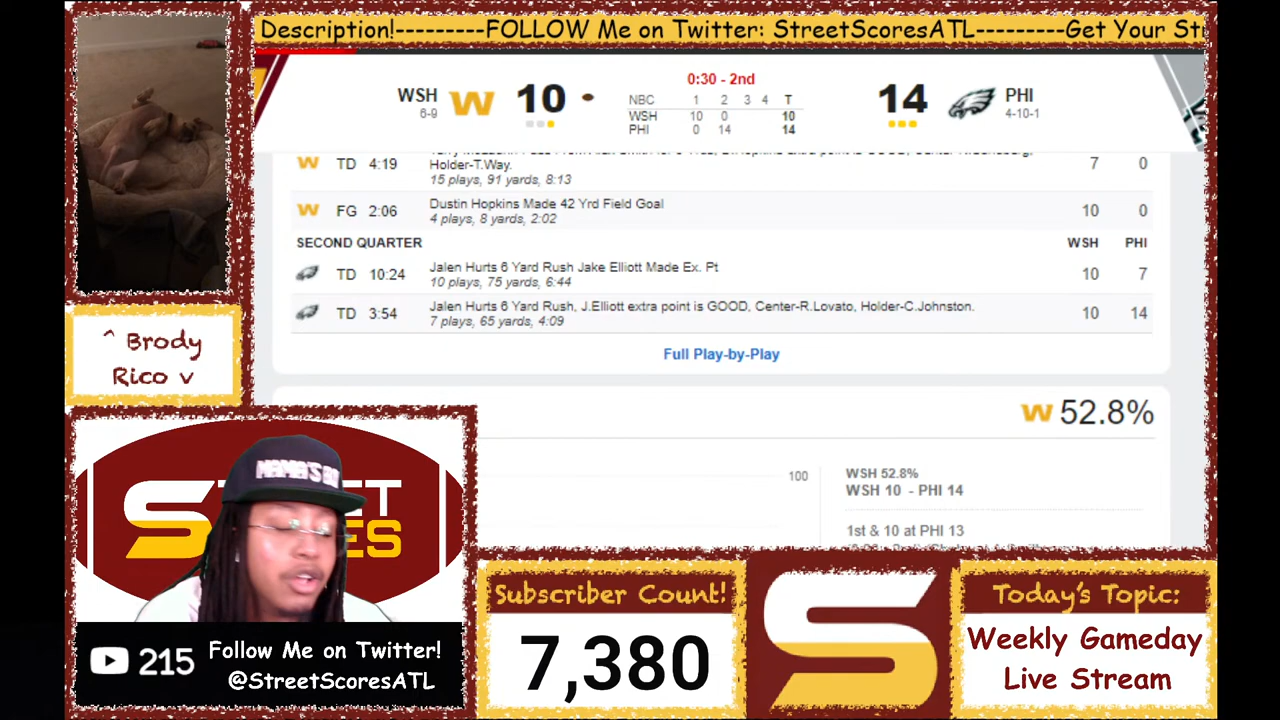 Description!---------FOLLOW Me on Twitter: StreetScoresATL---------Get Your
WSH
6-9
10
0:30 - 2nd
NBC 1 2 3 4 T
WSH 10 0 10
PHI 0 14 14
14
PHI
4-10-1
TD 4:19
Holder-T.Way.
15 plays, 91 yards, 8:13
7 0
FG 2:06
Dustin Hopkins Made 42 Yrd Field Goal
4 plays, 8 yards, 2:02
10 0
SECOND QUARTER WSH PHI
TD 10:24
Jalen Hurts 6 Yard Rush Jake Elliott Made Ex. Pt
10 plays, 75 yards, 6:44
10 7
TD 3:54
Jalen Hurts 6 Yard Rush, J.Elliott extra point is GOOD, Center-R.Lovato, Holder-C.Johnston.
7 plays, 65 yards, 4:09
10 14
Full Play-by-Play
^ Brody
Rico v
W 52.8%
100
WSH 52.8%
WSH 10 - PHI 14
1st & 10 at PHI 13
215
Follow Me on Twitter!
@StreetScoresATL
Subscriber Count!
7,380
Today's Topic:
Weekly Gameday
Live Stream